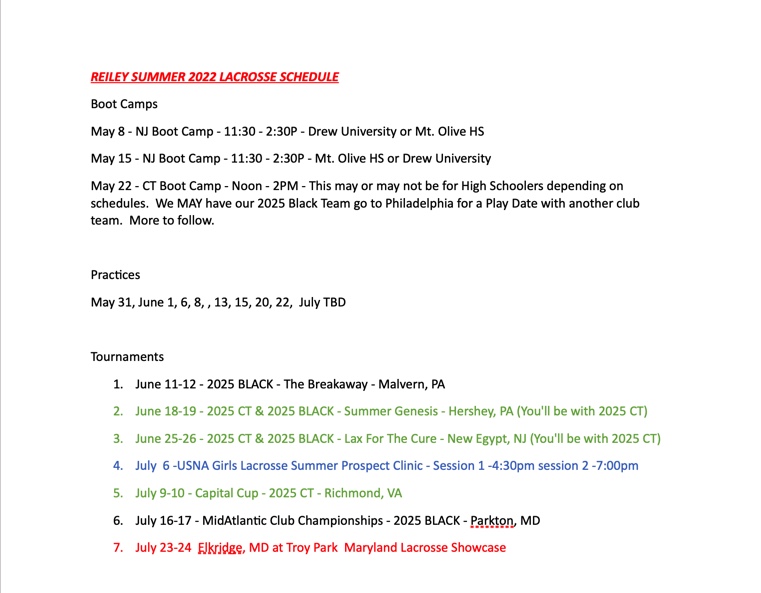 REILEY SUMMER 2022 LACROSSE SCHEDULE
Boot Camps
May 8 - NJ Boot Camp - 11:30 - 2:30P - Drew University or Mt. Olive HS
May 15 - NJ Boot Camp - 11:30 - 2:30P - Mt. Olive HS or Drew University
May 22 - CT Boot Camp - Noon - 2PM - This may or may not be for High Schoolers depending on
schedules.  We MAY have our 2025 Black Team go to Philadelphia for a Play Date with another club
team.  More to follow.
Practices
May 31, June 1, 6, 8, , 13, 15, 20, 22,  July TBD
Tournaments
1. June 11-12 - 2025 BLACK - The Breakaway - Malvern, PA
2. June 18-19 - 2025 CT & 2025 BLACK - Summer Genesis - Hershey, PA (You'll be with 2025 CT)
3. June 25-26 - 2025 CT & 2025 BLACK - Lax For The Cure - New Egypt, NJ (You'll be with 2025 CT)
4. July  6 -USNA Girls Lacrosse Summer Prospect Clinic - Session 1 -4:30pm session 2 -7:00pm
5. July 9-10 - Capital Cup - 2025 CT - Richmond, VA
6. July 16-17 - MidAtlantic Club Championships - 2025 BLACK - Parkton, MD
7. July 23-24  Elkridge, MD at Troy Park  Maryland Lacrosse Showcase